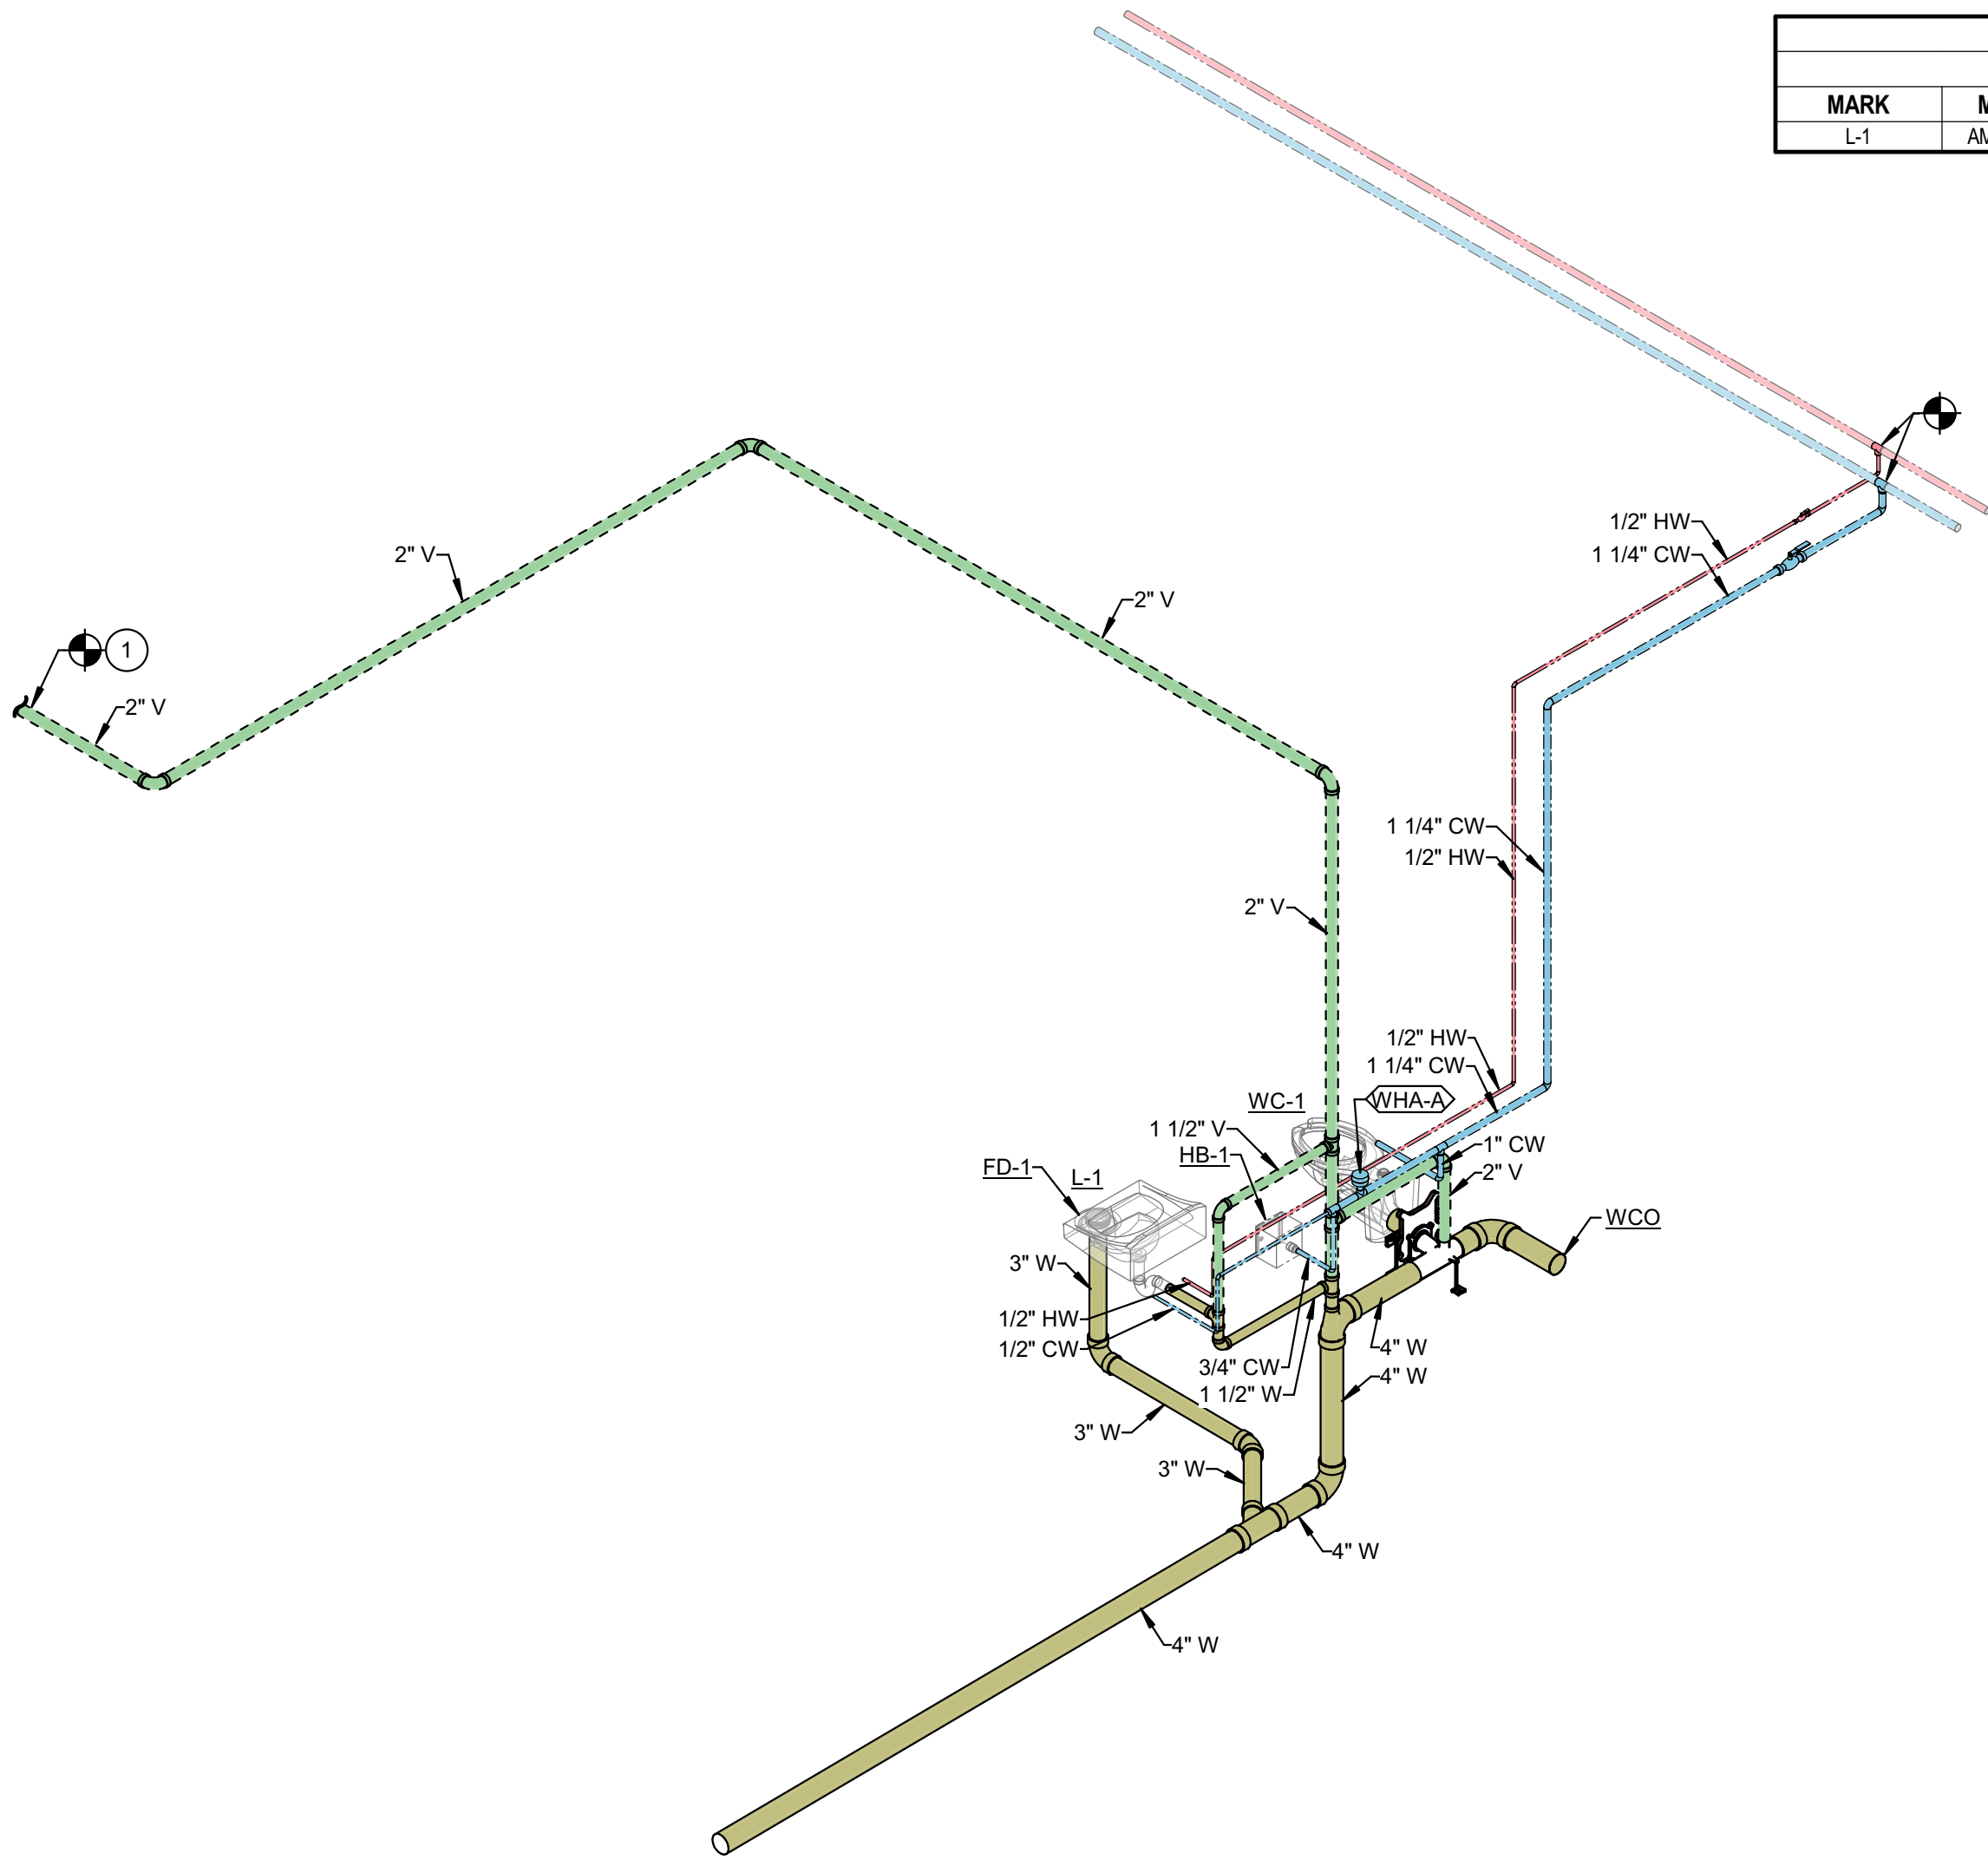 MARK
L-1
1/2" HW
1 1/4" CW
2" V
2" V
1
2" V
1 1/4" CW
1/2" HW
2" V
1/2" HW
1 1/4" CW
WC-1
WHA-A
1 1/2" V
1" CW
HB-1
FD-1
L-1
2" V
WCO
3" W
1/2" HW
1/2" CW
4" W
3/4" CW
4" W
1 1/2" W
3" W
3" W
4" W
4" W